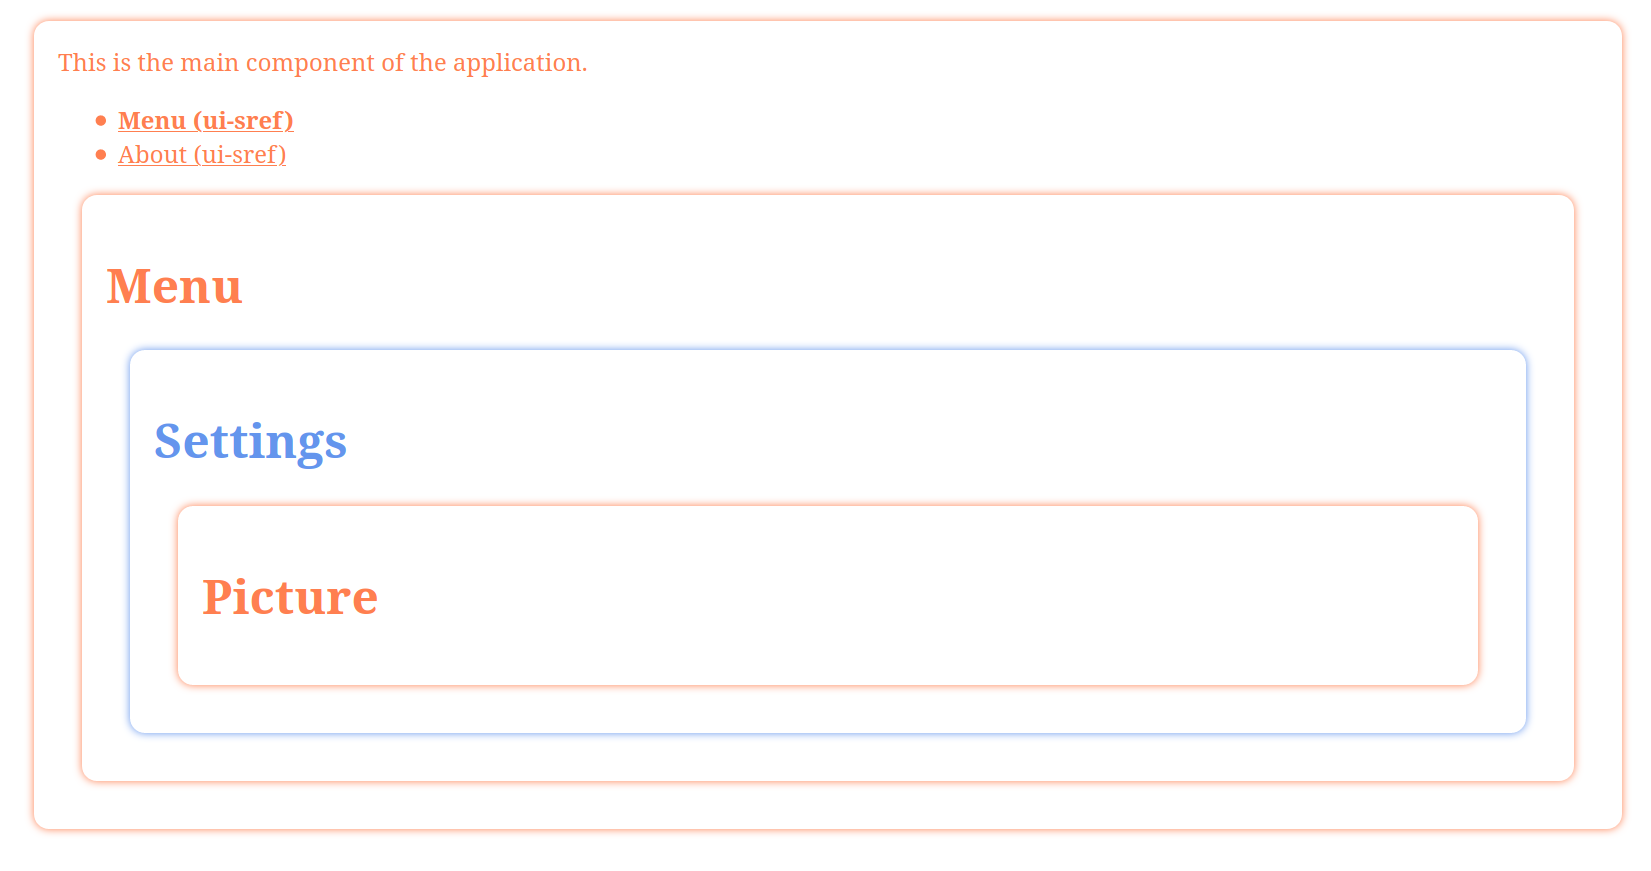 This is the main component of the application.
Menu (ui-sref)
About (ui-sref)
Menu
Settings
Picture